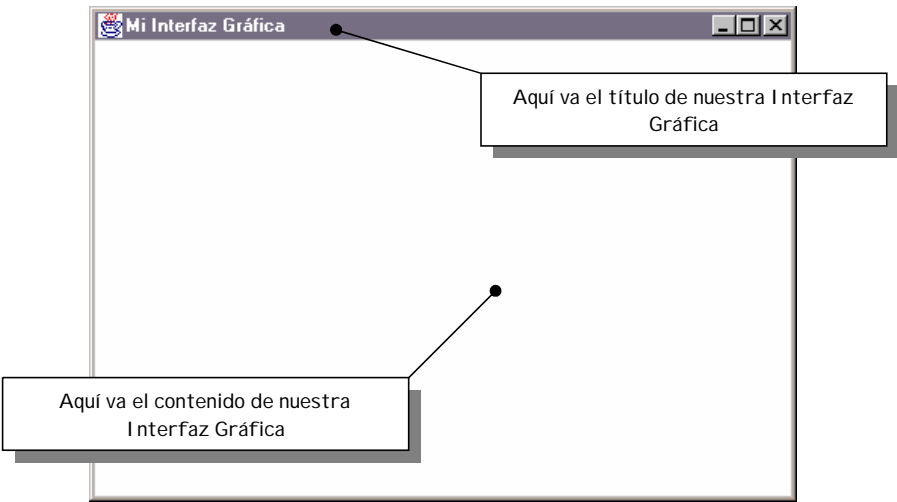 Mi Interfaz Gráfica
Aquí va el título de nuestra Interfaz
Gráfica
Aquí va el contenido de nuestra
Interfaz Gráfica